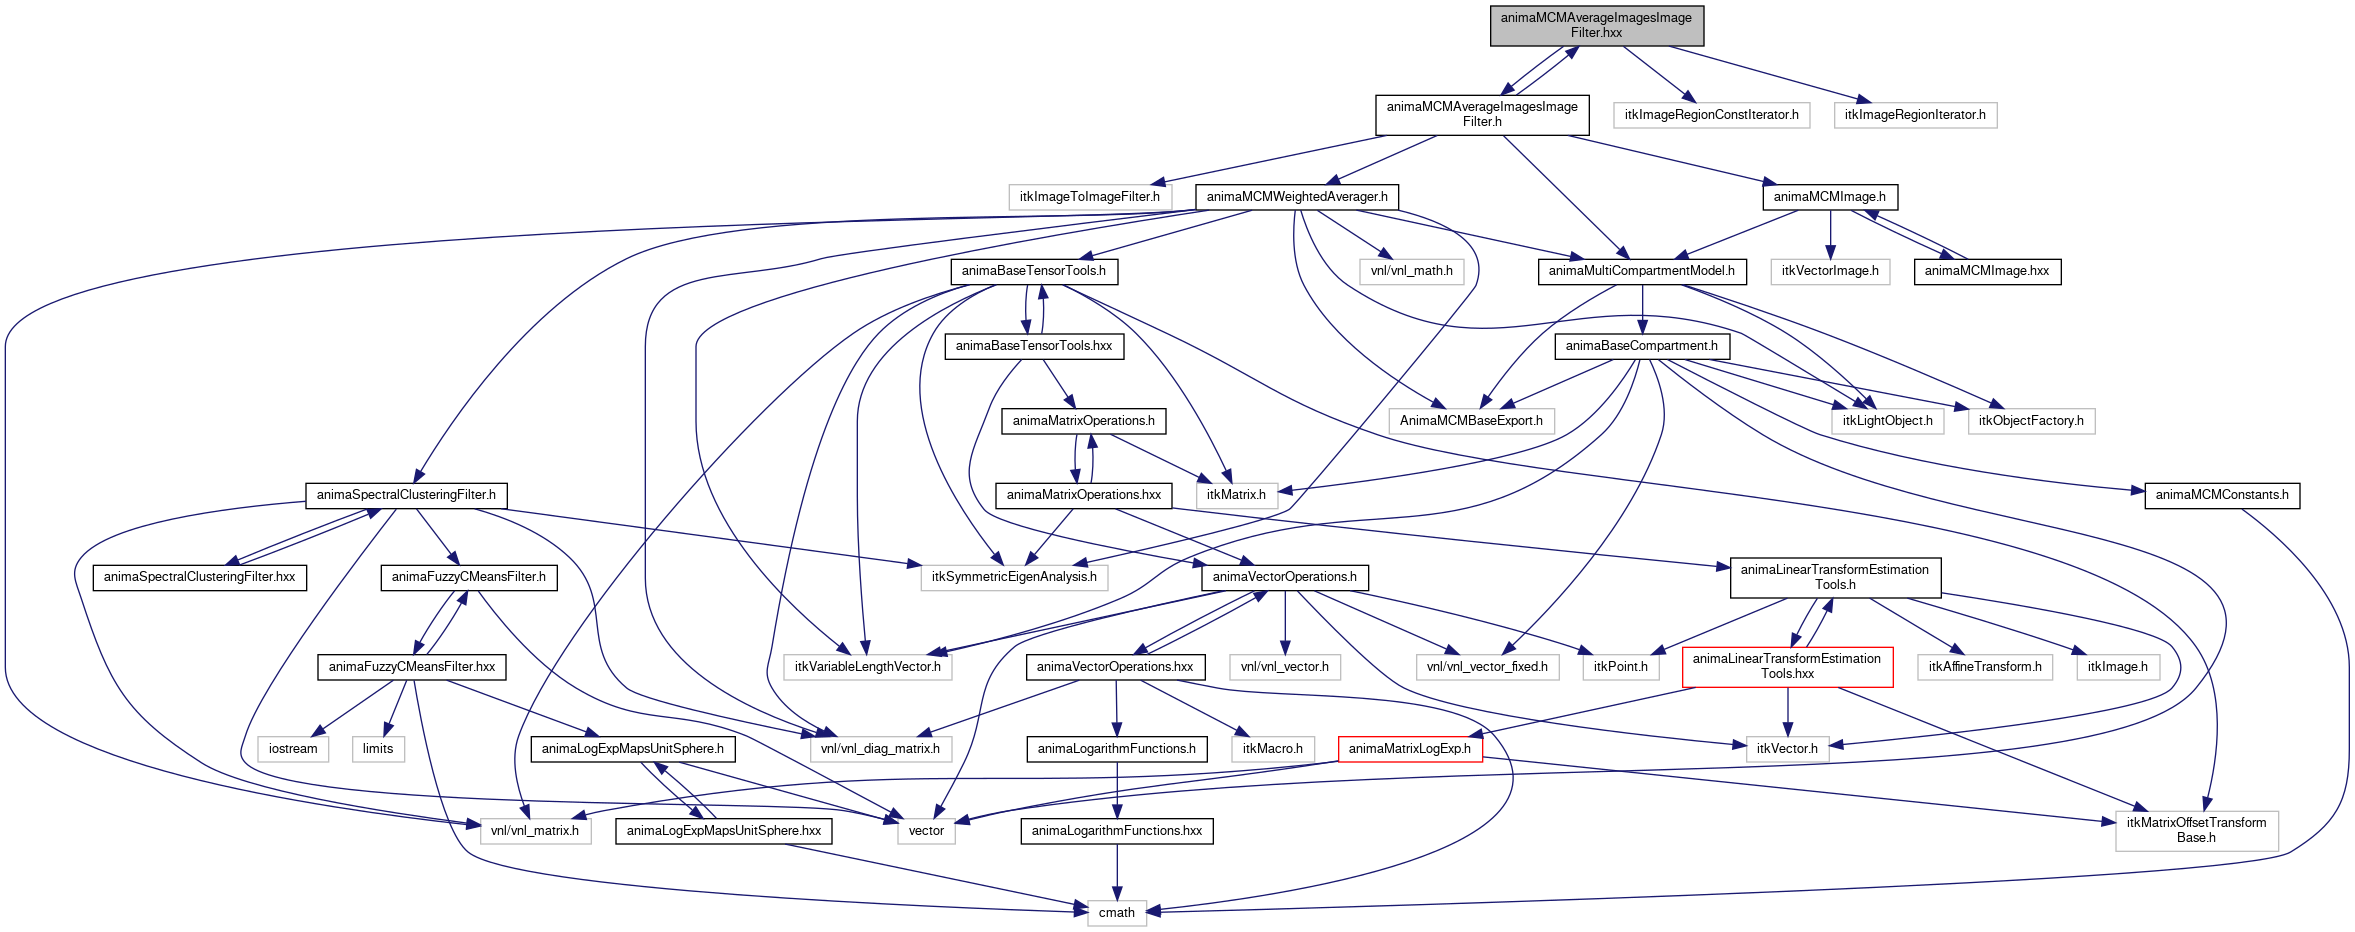 animaMCMAverageImagesImage
Filter.hxx
animaMCMAverageImagesImage
Filter.h
itkImageRegionConstIterator.h
itkImageRegionIterator.h
itkImageToImageFilter.h
animaMCMWeightedAverager.h
animaMCMImage.h
animaBaseTensorTools.h
vnl/vnl_math.h
animaMultiCompartmentModel.h
itkVectorImage.h
animaMCMImage.hxx
animaBaseTensorTools.hxx
animaBaseCompartment.h
animaMatrixOperations.h
AnimaMCMBaseExport.h
itkLightObject.h
itkObjectFactory.h
animaSpectralClusteringFilter.h
animaMatrixOperations.hxx
itkMatrix.h
animaMCMConstants.h
animaSpectralClusteringFilter.hxx
animaFuzzyCMeansFilter.h
itkSymmetricEigenAnalysis.h
animaVectorOperations.h
animaLinearTransformEstimation
Tools.h
animaFuzzyCMeansFilter.hxx
itkVariableLengthVector.h
animaVectorOperations.hxx
vnl/vnl_vector.h
vnl/vnl_vector_fixed.h
itkPoint.h
animaLinearTransformEstimation
Tools.hxx
itkAffineTransform.h
itkImage.h
iostream
limits
animaLogExpMapsUnitSphere.h
vnl/vnl_diag_matrix.h
animaLogarithmFunctions.h
itkMacro.h
animaMatrixLogExp.h
itkVector.h
vnl/vnl_matrix.h
animaLogExpMapsUnitSphere.hxx
vector
animaLogarithmFunctions.hxx
itkMatrixOffsetTransform
Base.h
cmath